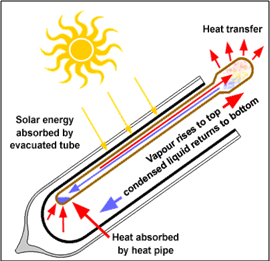 Heat transfer
Solar energy
absorbed by
evacuated tube
Vapour rises to top
condensed liquid returns to bottom
Heat absorbed
by heat pipe